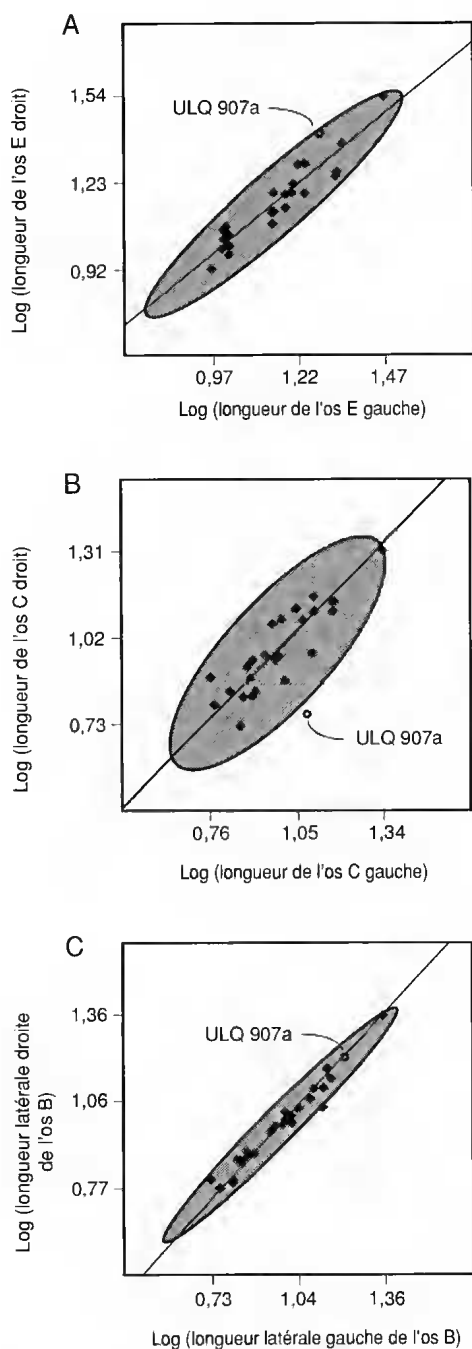 A
Log (longueur de l'os E droit)
1,54
1,23
0,92
ULQ 907a
0,97 1,22 1,47
Log (longueur de l'os E gauche)
B
Log (longueur de l'os C droit)
1,31
1,02
0,73
ULQ 907a
0,76 1,05 1,34
Log (longueur de l'os C gauche)
C
Log (longueur latérale droite
de l'os B)
1,36
1,06
0,77
ULQ 907a
0,73 1,04 1,36
Log (longueur latérale gauche de l'os B)